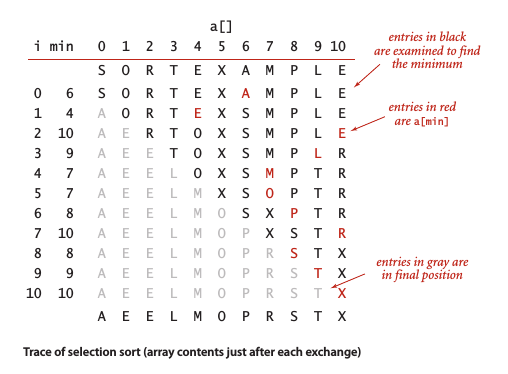 a[]
i min 0 1 2 3 4 5 6 7 8 9 10
S O R T E X A M P L E
0 6 S O R T E X A M P L E
1 4 A O R T E X S M P L E
2 10 A E R T O X S M P L E
3 9 A E E T O X S M P L R
4 7 A E E L O X S M P T R
5 7 A E E L M X S O P T R
6 8 A E E L M O S X P T R
7 10 A E E L M O P X S T R
8 8 A E E L M O P R S T X
9 9 A E E L M O P R S T X
10 10 A E E L M O P R S T X
A E E L M O P R S T X
entries in black
are examined to find
the minimum
entries in red
are a[min]
entries in gray are
in final position
Trace of selection sort (array contents just after each exchange)